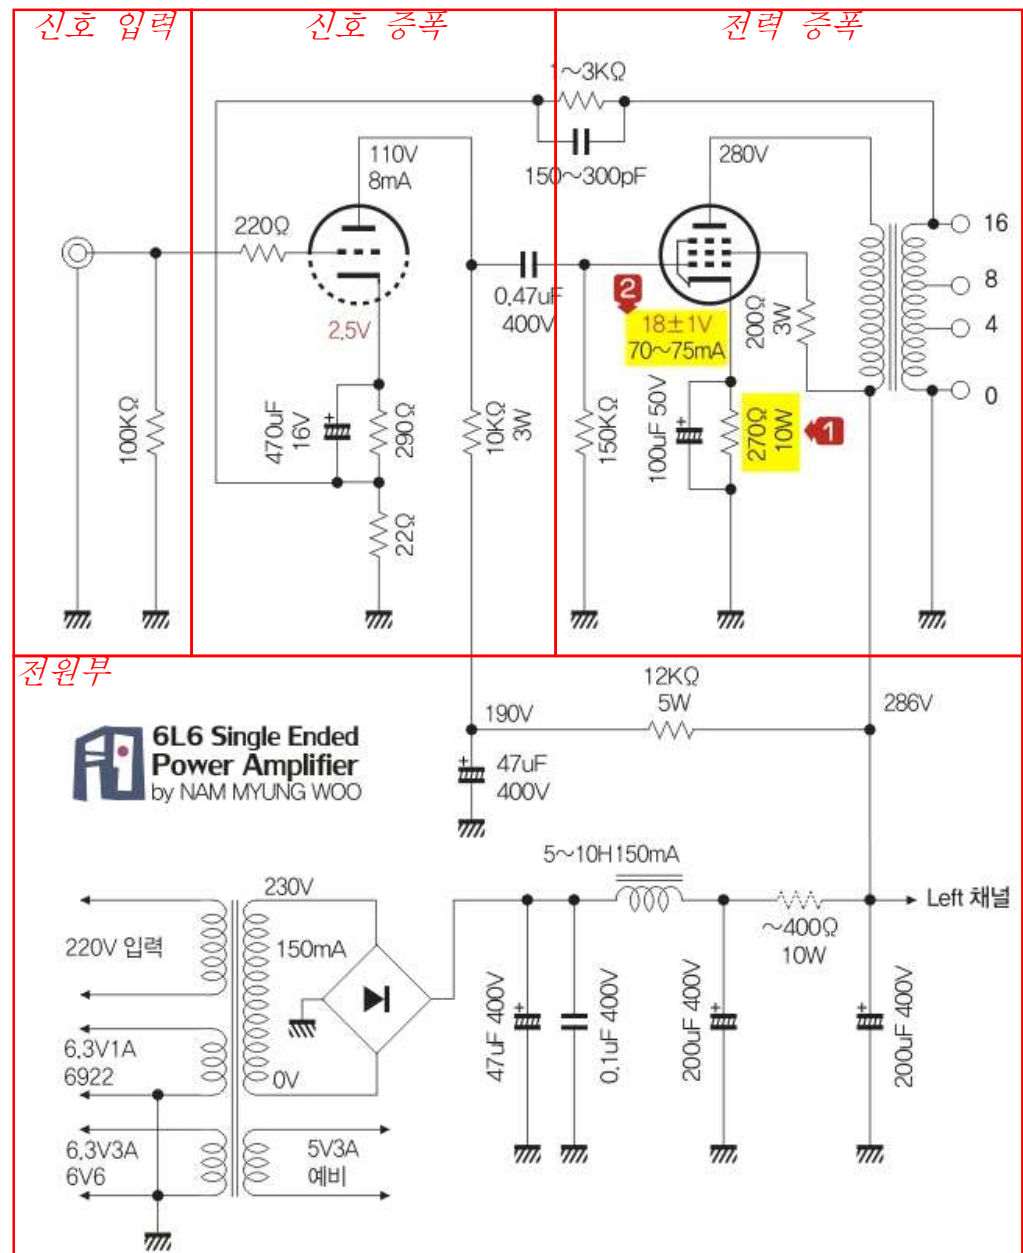 신호 입력
신호 증폭
전력 증폭
1~3KΩ
150~300pF
110V
8mA
280V
220Ω
16
8
4
0
0.47uF
400V
2
2.5V
18±1V
70~75mA
200Ω
3W
100KΩ
470uF
16V
290Ω
10KΩ
3W
150KΩ
100uF 50V
270Ω
10W
1
22Ω
전원부
12KΩ
5W
190V
286V
6L6 Single Ended
Power Amplifier
by NAM MYUNG WOO
47uF
400V
5~10H150mA
230V
Left 채널
220V 입력
150mA
~400Ω
10W
47uF 400V
0.1uF 400V
200uF 400V
200uF 400V
6.3V1A
6922
0V
6.3V3A
6V6
5V3A
예비